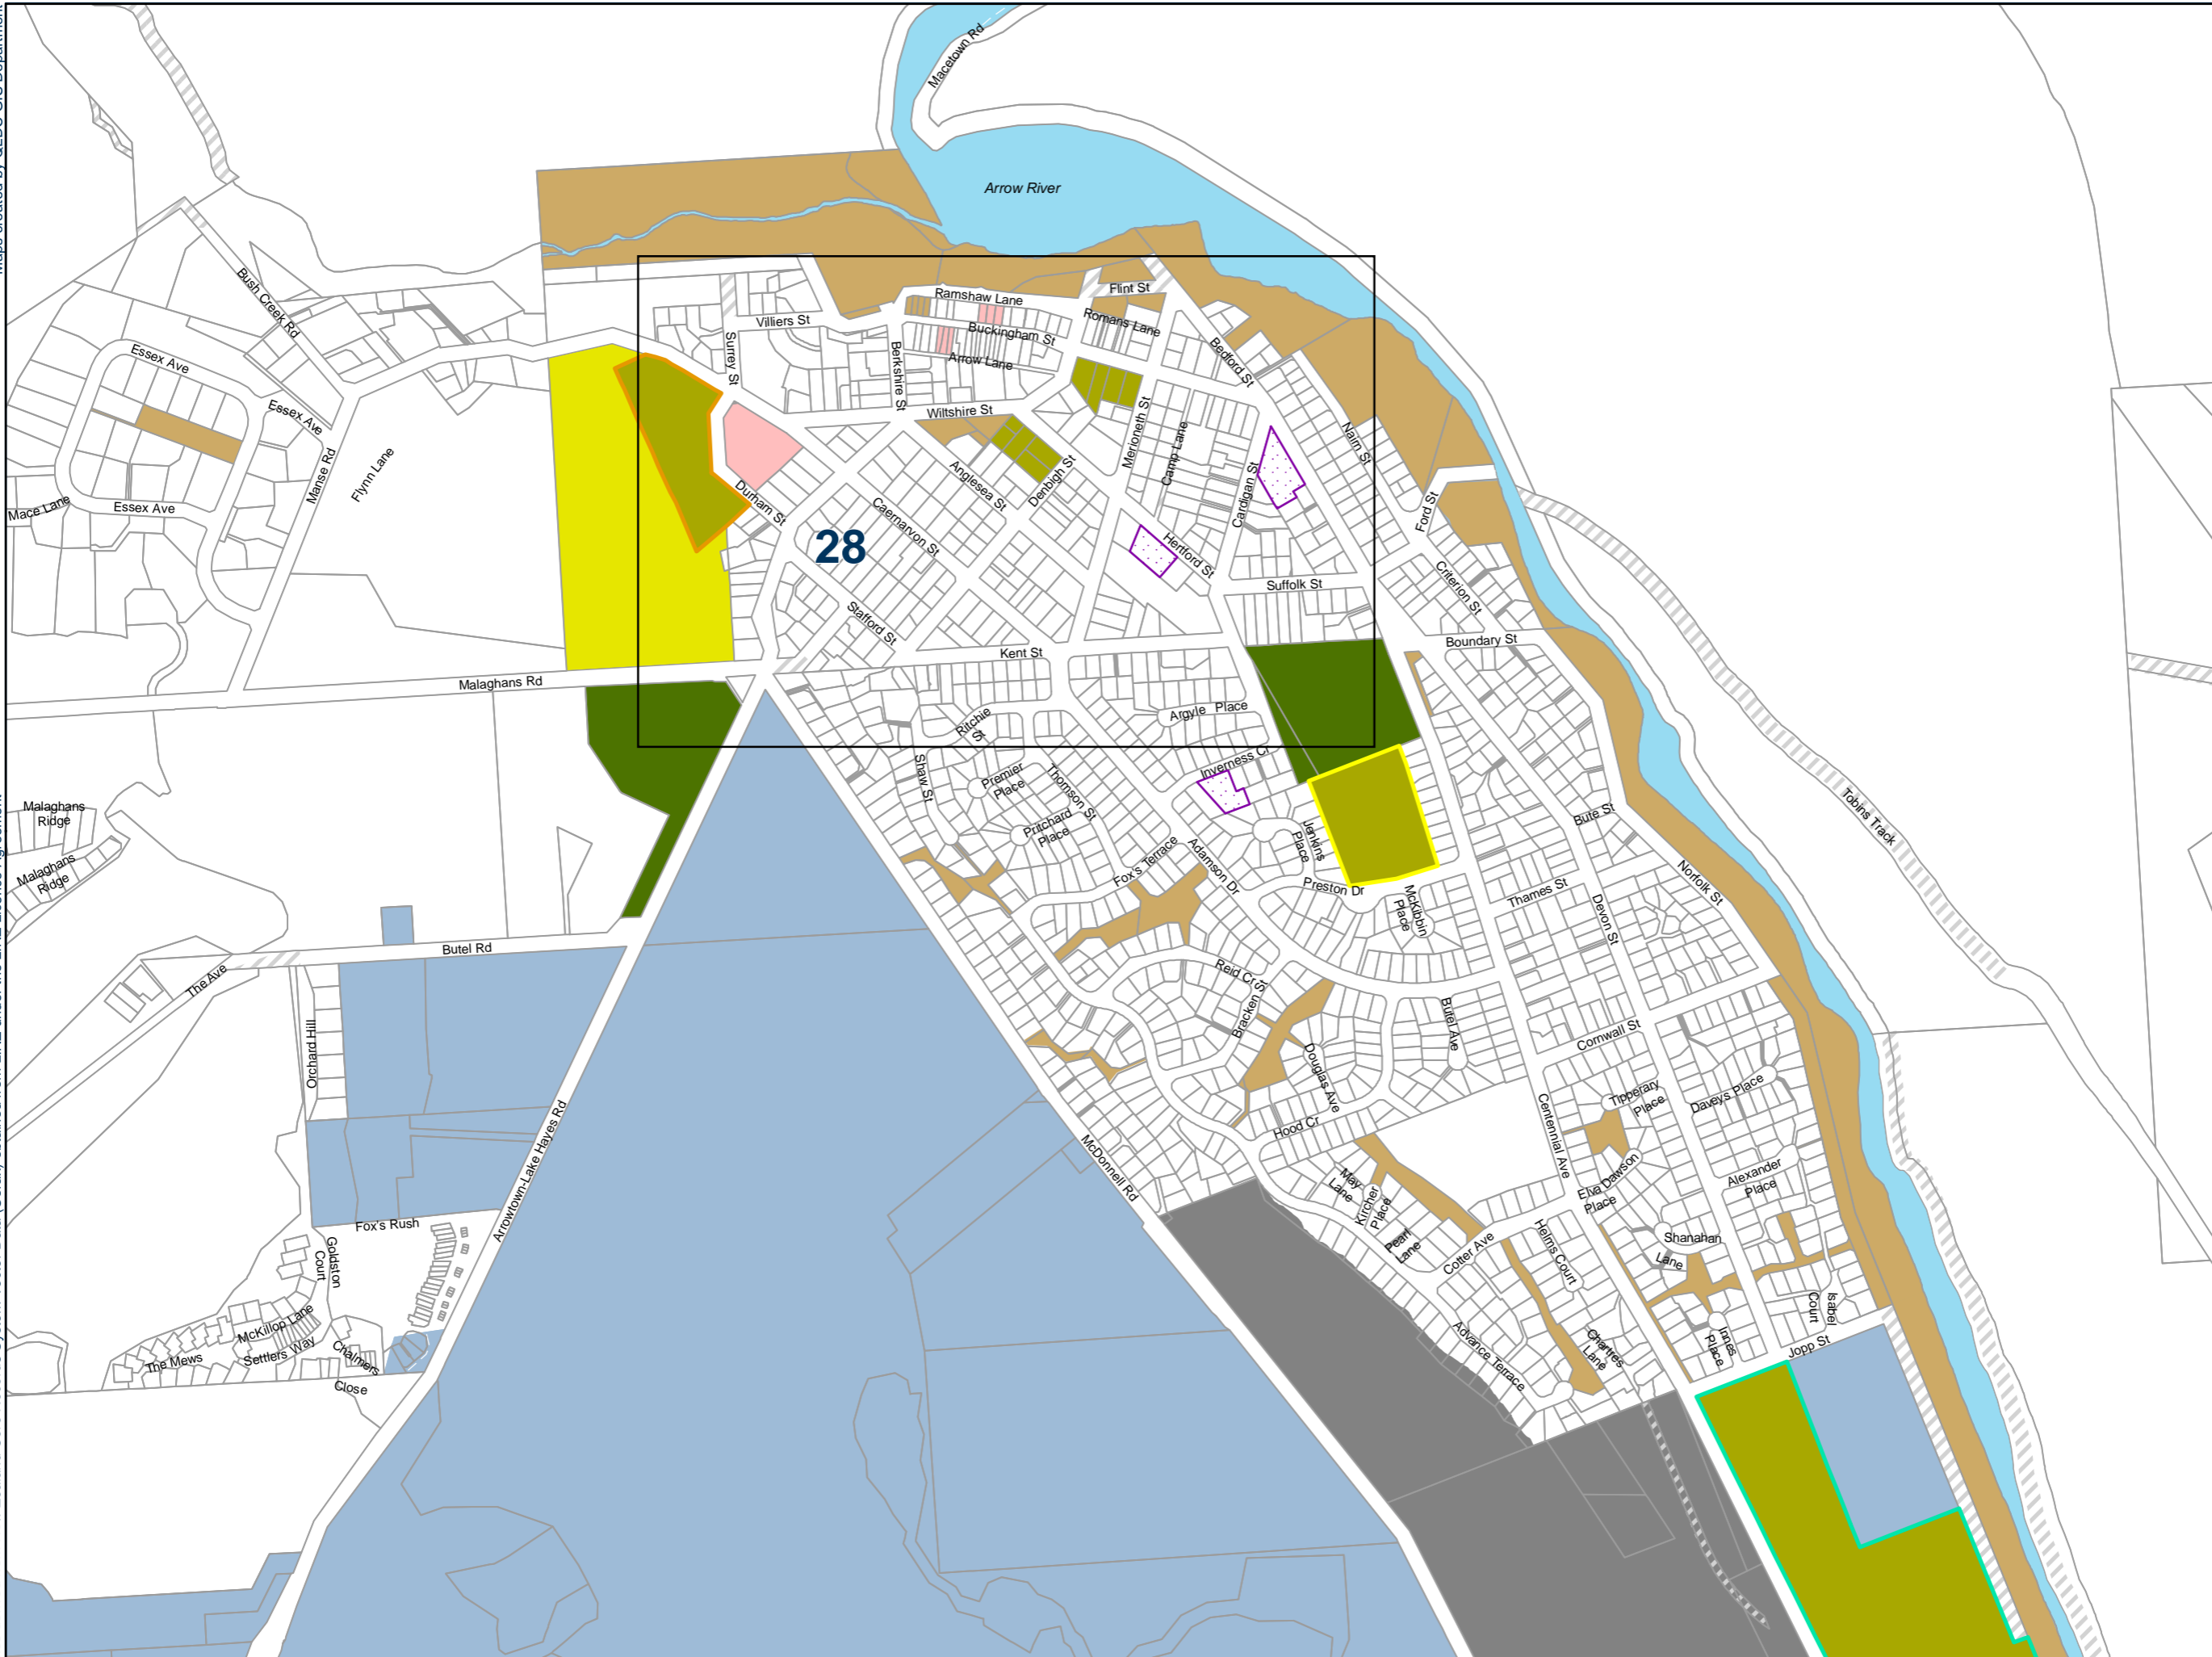 Macetown Rd
Arrow River
Bush Creek Rd
Ramshaw Lane
Flint St
Villiers St
Buckingham St
Romans Lane
Surrey St
Berkshire St
Arrow Lane
Bedford St
Essex Ave
Essex Ave
Essex Ave
Wiltshire St
Merioneth St
Camp Lane
Nairn St
Manse Rd
Flynn Lane
Mace Lane
Anglesea St
Denbigh St
Cardigan St
Durham St
Caernarvon St
28
Hertford St
Ford St
Suffolk St
Criterion St
Stafford St
Boundary St
Kent St
Malaghans Rd
Argyle Place
Ritchie
St
Inverness Cr
Shaw St
Premier
Place
Thomson St
Pritchard
Place
Malaghans
Ridge
Malaghans
Ridge
Jenkins
Place
Bute St
Tobins Track
Fox's Terrace
Adamson Dr
Preston Dr
McKibbin
Place
Thames St
Norfolk St
Devon St
Butel Rd
The Ave
Reid Cr
Bracken St
Butel Ave
Orchard Hill
Cornwall St
Douglas Ave
Tipperary
Place
Daveys Place
Hood Cr
Centennial Ave
Arrowtown-Lake Hayes Rd
McDonnell Rd
May
Lane
Kircher
Place
Elva Dawson
Place
Alexander
Place
Fox's Rush
Goldston
Court
Pearl
Lane
Cotter Ave
Helms Court
Shanahan
Lane
McKillop Lane
Settlers Way
The Mews
Chalmers
Close
Advance Terrace
Chartres
Lane
Innes
Place
Isabel
Court
Jopp St